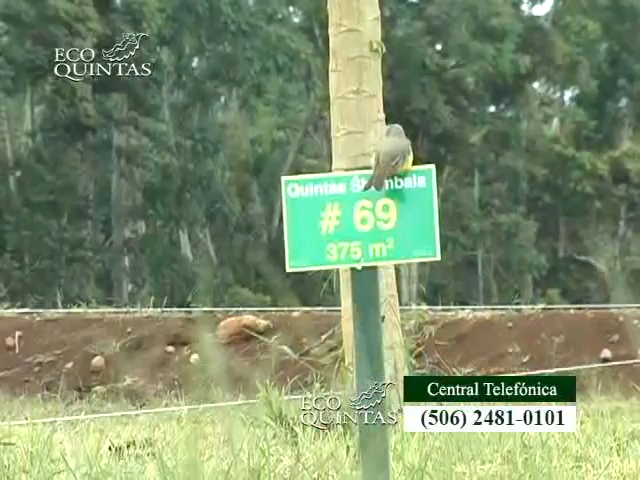 ECO
QUINTAS
Quintas
# 69
375 m²
ECO
QUINTAS
Central Telefónica
(506) 2481-0101